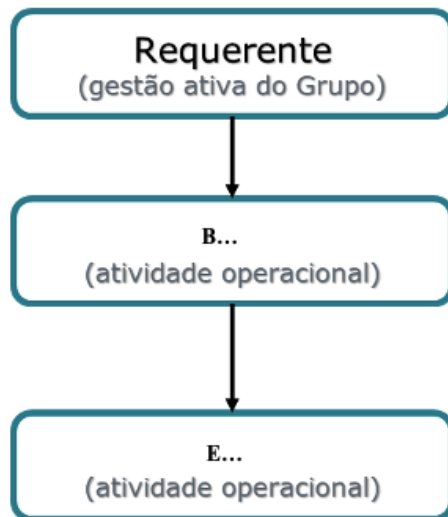 Requerente
(gestão ativa do Grupo)
B...
(atividade operacional)
E...
(atividade operacional)